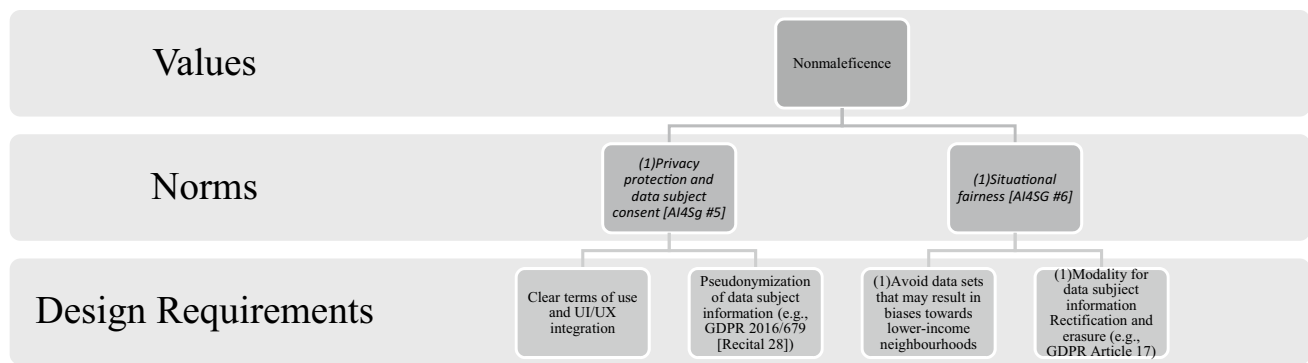 Values
Nonmaleficence
Norms
(1)Privacy
protection and
data subject
consent [AI4Sg #5]
(1)Situational
fairness [AI4SG #6]
Design Requirements
Clear terms of use
and UI/UX
integration
Pseudonymization
of data subject
information (e.g.,
GDPR 2016/679
[Recital 28])
(1)Avoid data sets
that may result in
biases towards
lower-income
neighbourhoods
(1)Modality for
data subject
information
Rectification and
erasure (e.g.,
GDPR Article 17)